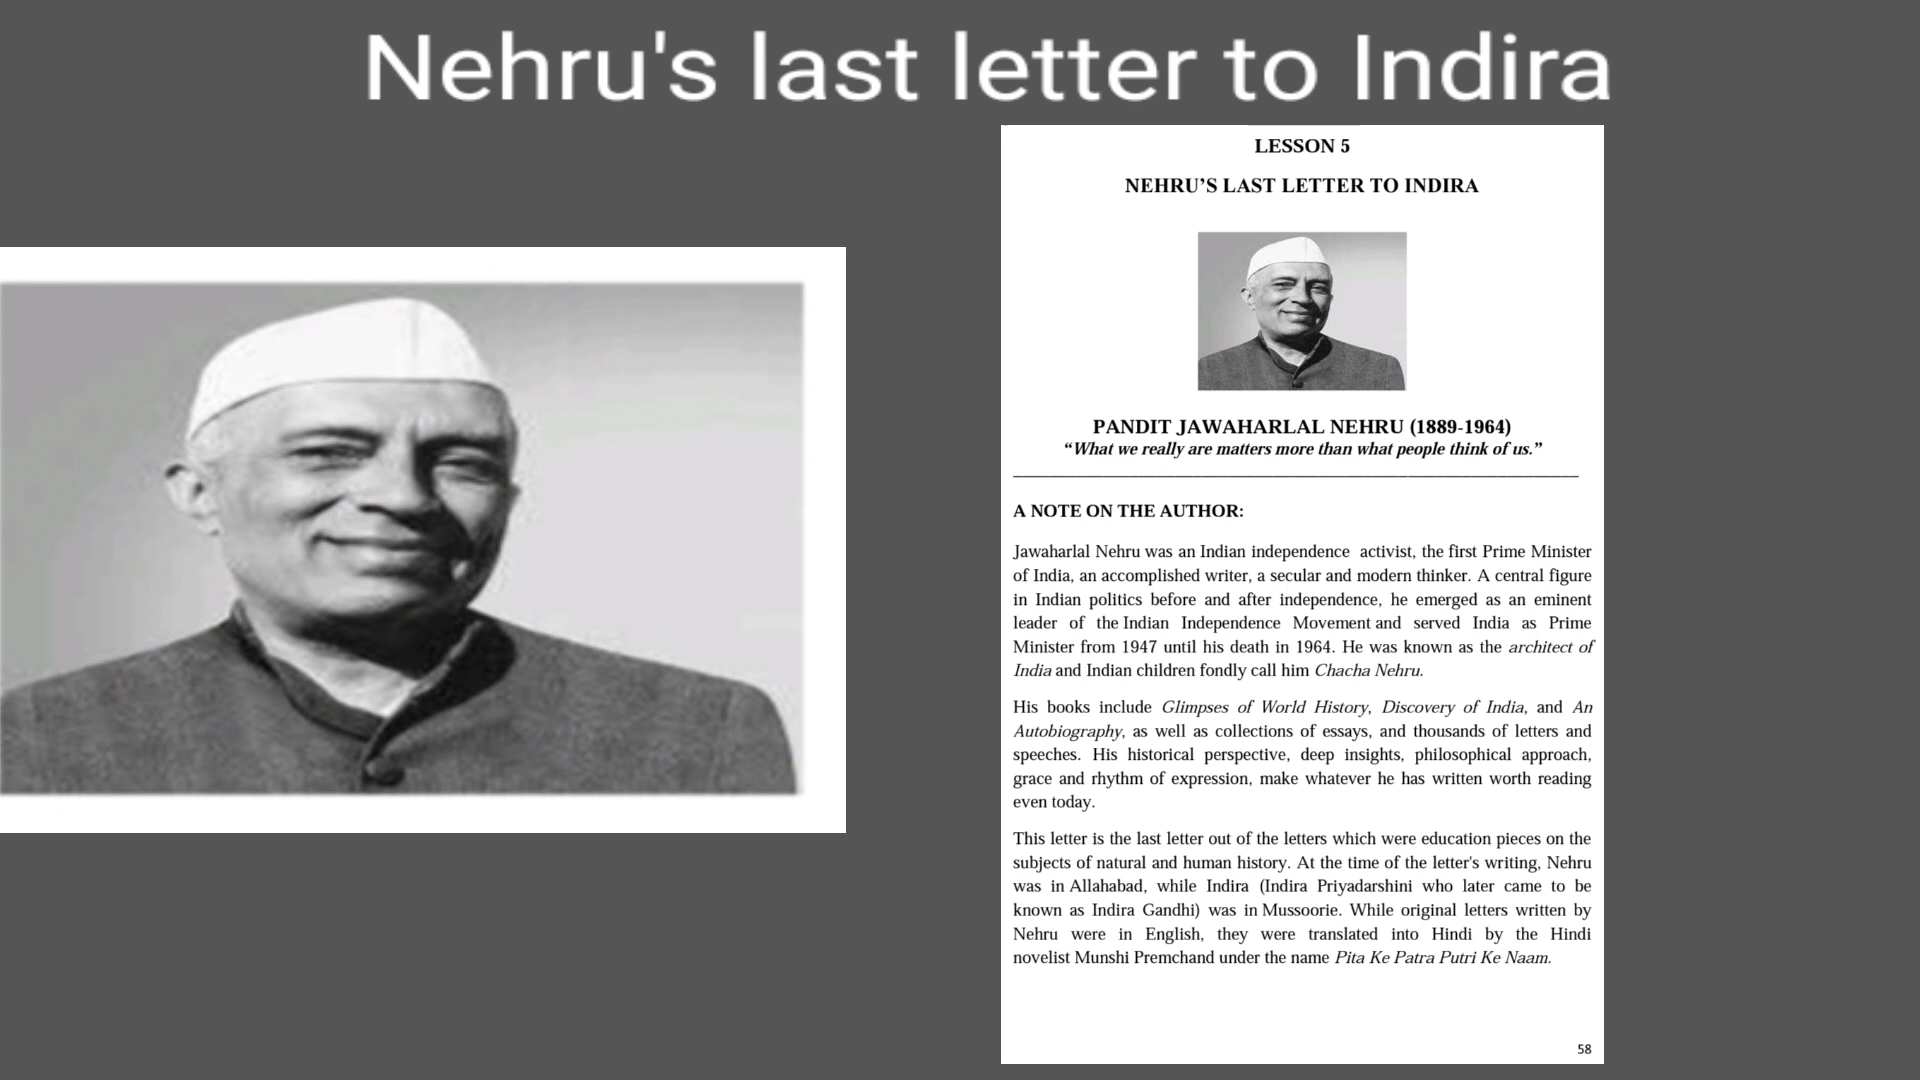 Nehru's last letter to Indira
LESSON 5
NEHRU’S LAST LETTER TO INDIRA
PANDIT JAWAHARLAL NEHRU (1889-1964)
“What we really are matters more than what people think of us.”
A NOTE ON THE AUTHOR:
Jawaharlal Nehru was an Indian independence activist, the first Prime Minister
of India, an accomplished writer, a secular and modern thinker. A central figure
in Indian politics before and after independence, he emerged as an eminent
leader of the Indian Independence Movement and served India as Prime
Minister from 1947 until his death in 1964. He was known as the architect of
India and Indian children fondly call him Chacha Nehru.
His books include Glimpses of World History, Discovery of India, and An
Autobiography, as well as collections of essays, and thousands of letters and
speeches. His historical perspective, deep insights, philosophical approach,
grace and rhythm of expression, make whatever he has written worth reading
even today.
This letter is the last letter out of the letters which were education pieces on the
subjects of natural and human history. At the time of the letter's writing, Nehru
was in Allahabad, while Indira (Indira Priyadarshini who later came to be
known as Indira Gandhi) was in Mussoorie. While original letters written by
Nehru were in English, they were translated into Hindi by the Hindi
novelist Munshi Premchand under the name Pita Ke Patra Putri Ke Naam.
58